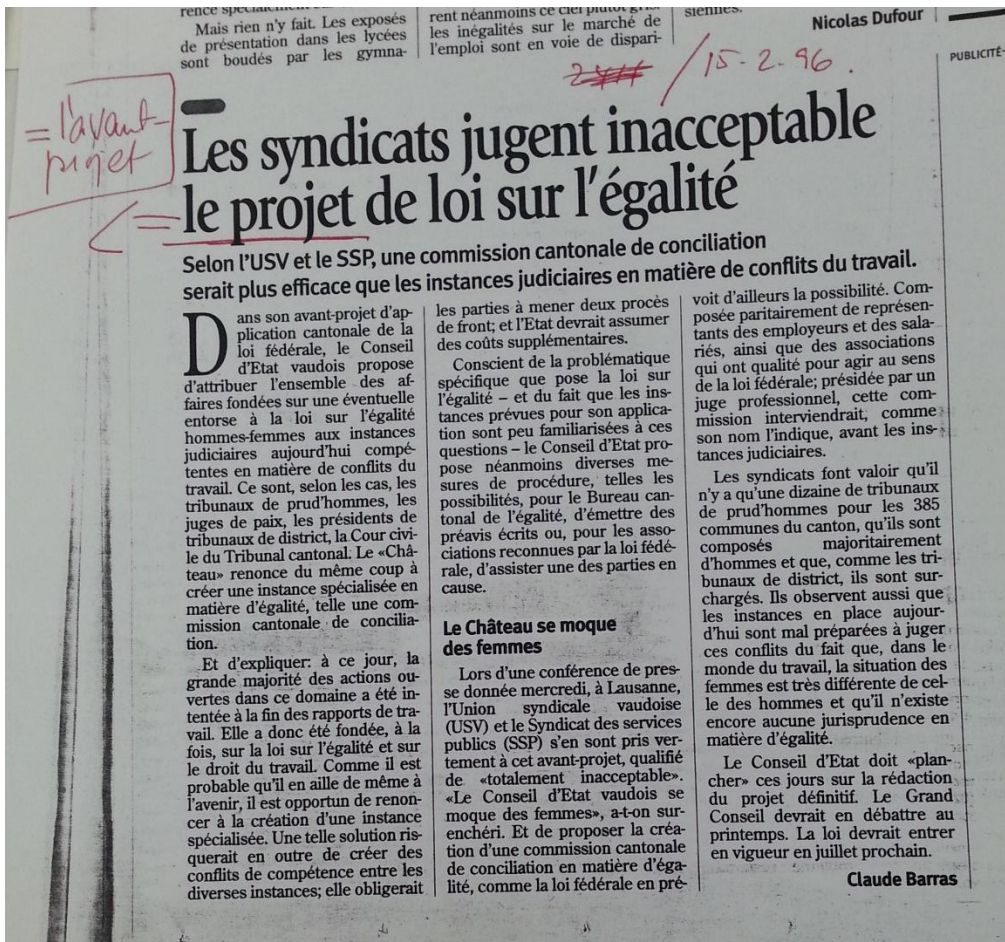 Mais rien n'y fait. Les exposés
de présentation dans les lycées
sont boudés par les gymna-
rent néanmoins ce ciel plutôt gris,
les inégalités sur le marché de
l'emploi sont en voie de dispari-
siennes.
Nicolas Dufour
PUBLICITÉ
/ 15-2-96.
= l'avant-
projet
Les syndicats jugent inacceptable
le projet de loi sur l'égalité
Selon l'USV et le SSP, une commission cantonale de conciliation
serait plus efficace que les instances judiciaires en matière de conflits du travail.
Dans son avant-projet d'ap-
plication cantonale de la
loi fédérale, le Conseil
d'Etat vaudois propose
d'attribuer l'ensemble des af-
faires fondées sur une éventuelle
entorse à la loi sur l'égalité
hommes-femmes aux instances
judiciaires aujourd'hui compé-
tentes en matière de conflits du
travail. Ce sont, selon les cas, les
tribunaux de prud'hommes, les
juges de paix, les présidents de
tribunaux de district, la Cour civi-
le du Tribunal cantonal. Le «Châ-
teau» renonce du même coup à
créer une instance spécialisée en
matière d'égalité, telle une com-
mission cantonale de concilia-
tion.
Et d'expliquer: à ce jour, la
grande majorité des actions ou-
vertes dans ce domaine a été in-
tentée à la fin des rapports de tra-
vail. Elle a donc été fondée, à la
fois, sur la loi sur l'égalité et sur
le droit du travail. Comme il est
probable qu'il en aille de même à
l'avenir, il est opportun de renon-
cer à la création d'une instance
spécialisée. Une telle solution ris-
querait en outre de créer des
conflits de compétence entre les
diverses instances; elle obligerait
les parties à mener deux procès
de front; et l'Etat devrait assumer
des coûts supplémentaires.
Conscient de la problématique
spécifique que pose la loi sur
l'égalité – et du fait que les ins-
tances prévues pour son applica-
tion sont peu familiarisées à ces
questions – le Conseil d'Etat pro-
pose néanmoins diverses me-
sures de procédure, telles les
possibilités, pour le Bureau can-
tonal de l'égalité, d'émettre des
préavis écrits ou, pour les asso-
ciations reconnues par la loi fédé-
rale, d'assister une des parties en
cause.
Le Château se moque
des femmes
Lors d'une conférence de pres-
se donnée mercredi, à Lausanne,
l'Union syndicale vaudoise
(USV) et le Syndicat des services
publics (SSP) s'en sont pris ver-
tement à cet avant-projet, qualifié
de «totalement inacceptable».
«Le Conseil d'Etat vaudois se
moque des femmes», a-t-on sur-
enchéri. Et de proposer la créa-
tion d'une commission cantonale
de conciliation en matière d'éga-
lité, comme la loi fédérale en pré-
voit d'ailleurs la possibilité. Com-
posée paritairement de représen-
tants des employeurs et des sala-
riés, ainsi que des associations
qui ont qualité pour agir au sens
de la loi fédérale; présidée par un
juge professionnel, cette com-
mission interviendrait, comme
son nom l'indique, avant les ins-
tances judiciaires.
Les syndicats font valoir qu'il
n'y a qu'une dizaine de tribunaux
de prud'hommes pour les 385
communes du canton, qu'ils sont
composés majoritairement
d'hommes et que, comme les tri-
bunaux de district, ils sont sur-
chargés. Ils observent aussi que
les instances en place aujour-
d'hui sont mal préparées à juger
ces conflits du fait que, dans le
monde du travail, la situation des
femmes est très différente de cel-
le des hommes et qu'il n'existe
encore aucune jurisprudence en
matière d'égalité.
Le Conseil d'Etat doit «plan-
cher» ces jours sur la rédaction
du projet définitif. Le Grand
Conseil devrait en débattre au
printemps. La loi devrait entrer
en vigueur en juillet prochain.
Claude Barras